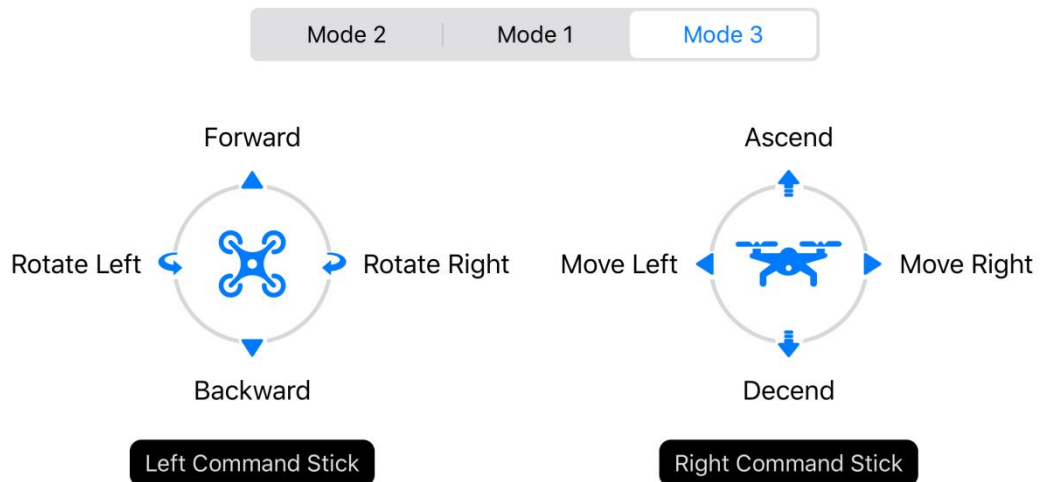 Mode 2 Mode 1 Mode 3
Forward Ascend
Rotate Left Rotate Right Move Left Move Right
Backward Decend
Left Command Stick Right Command Stick